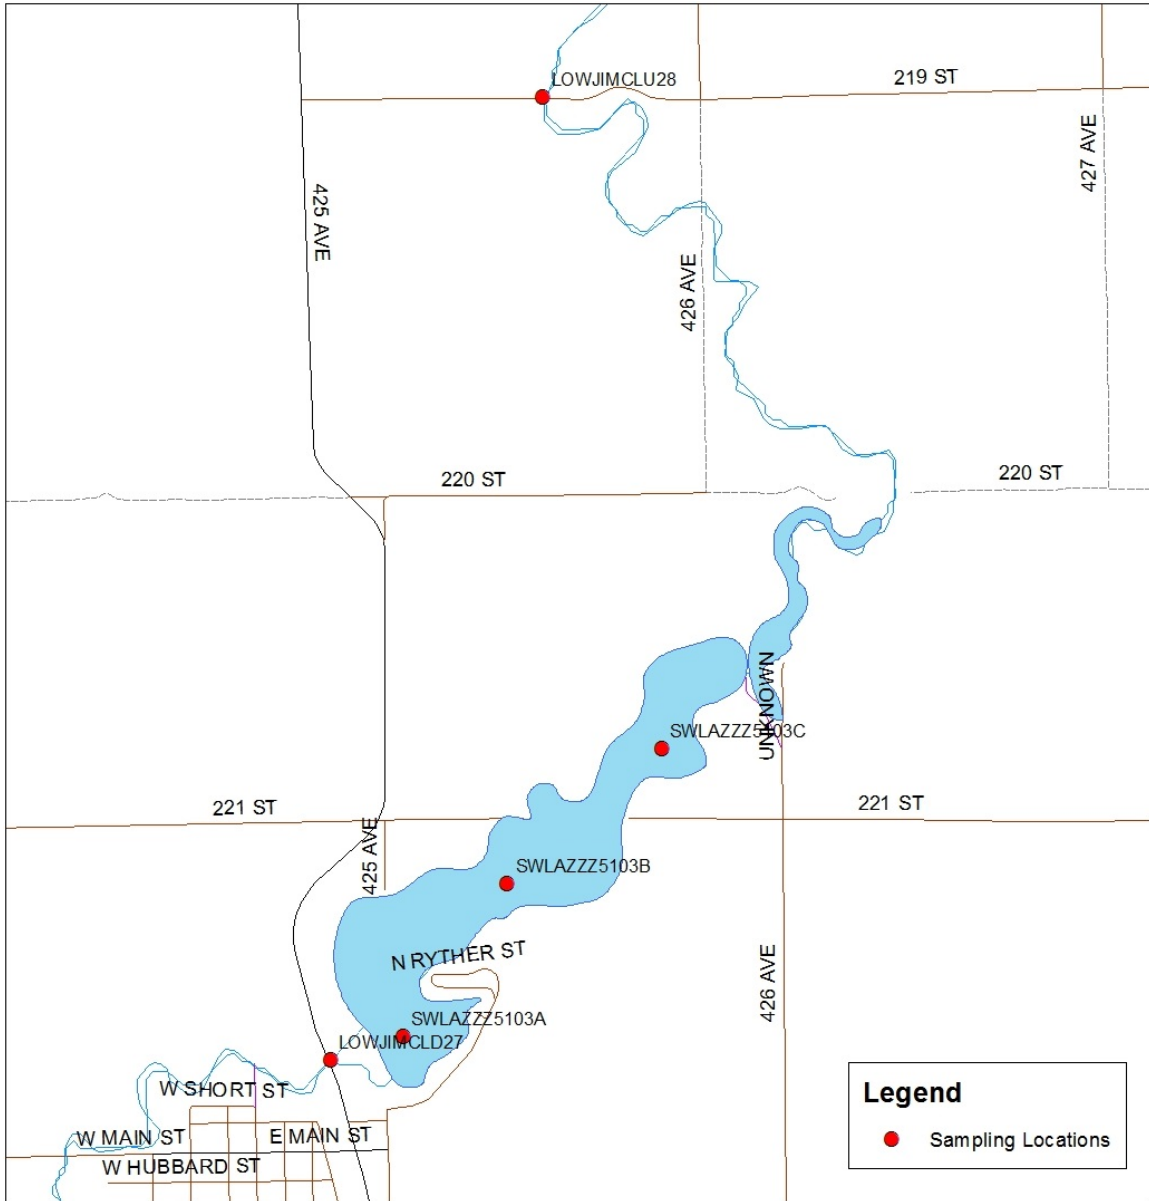 LOWJIMCLU28
219 ST
427 AVE
425 AVE
426 AVE
220 ST
220 ST
UNKNOWN
SWLAZZZ5103C
221 ST
221 ST
425 AVE
SWLAZZZ5103B
N RYTHER ST
426 AVE
SWLAZZZ5103A
LOWJIMCLD27
W SHORT ST
W MAIN ST
E MAIN ST
W HUBBARD ST
Legend
Sampling Locations